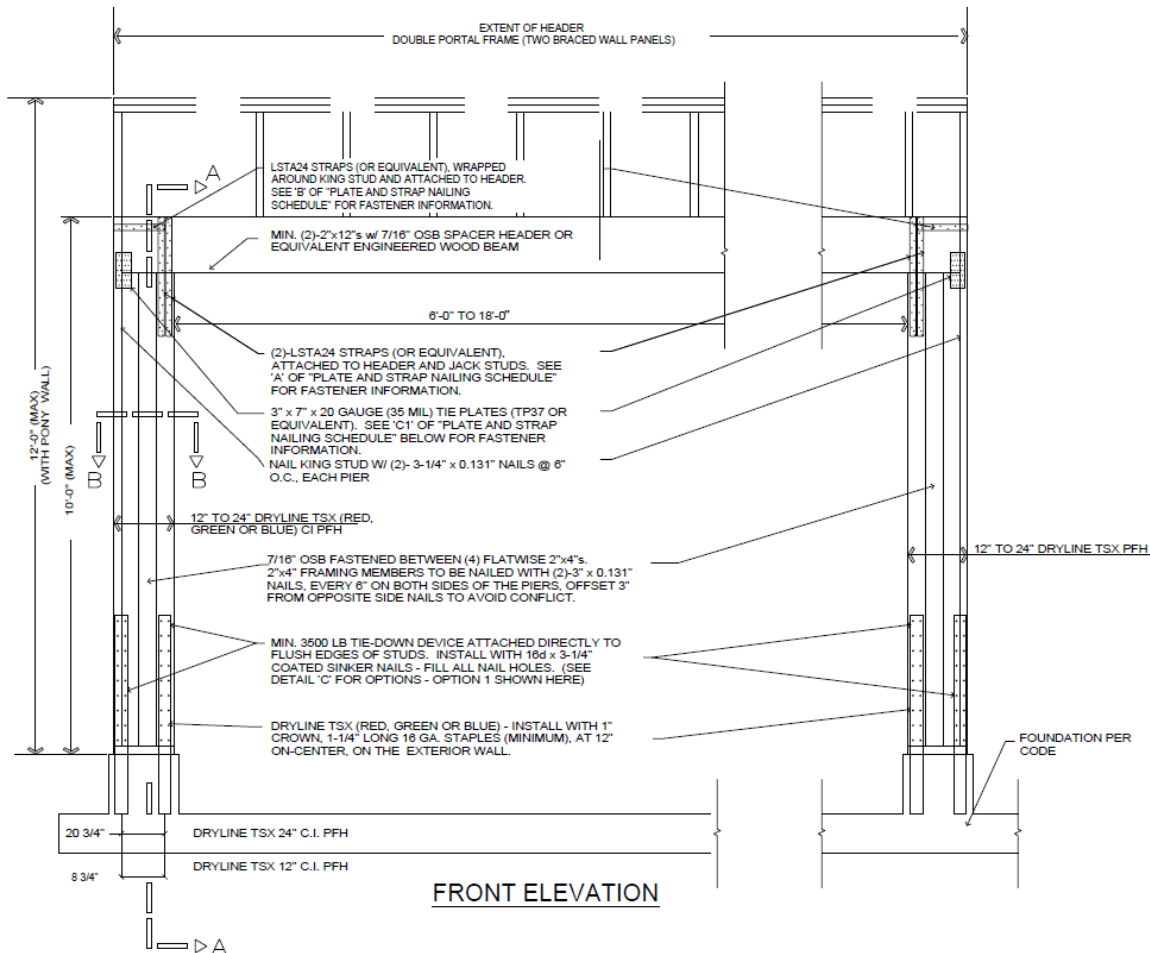 EXTENT OF HEADER
DOUBLE PORTAL FRAME (TWO BRACED WALL PANELS)
A
LSTA24 STRAPS (OR EQUIVALENT), WRAPPED
AROUND KING STUD AND ATTACHED TO HEADER.
SEE 'B' OF "PLATE AND STRAP NAILING
SCHEDULE" FOR FASTENER INFORMATION.
MIN. (2)-2"x12"s w/ 7/16" OSB SPACER HEADER OR
EQUIVALENT ENGINEERED WOOD BEAM
6'-0" TO 18'-0"
(2)-LSTA24 STRAPS (OR EQUIVALENT),
ATTACHED TO HEADER AND JACK STUDS. SEE
'A' OF "PLATE AND STRAP NAILING SCHEDULE"
FOR FASTENER INFORMATION.
3" x 7" x 20 GAUGE (35 MIL) TIE PLATES (TP37 OR
EQUIVALENT). SEE 'C1' OF "PLATE AND STRAP
NAILING SCHEDULE" BELOW FOR FASTENER
INFORMATION.
NAIL KING STUD W/ (2)- 3-1/4" x 0.131" NAILS @ 6"
O.C., EACH PIER
12'-0" (MAX)
(WITH PONY WALL)
10'-0" (MAX)
B
B
12" TO 24" DRYLINE TSX (RED,
GREEN OR BLUE) CI PFH
12" TO 24" DRYLINE TSX PFH
7/16" OSB FASTENED BETWEEN (4) FLATWISE 2"x4"s.
2"x4" FRAMING MEMBERS TO BE NAILED WITH (2)-3" x 0.131"
NAILS, EVERY 6" ON BOTH SIDES OF THE PIERS, OFFSET 3"
FROM OPPOSITE SIDE NAILS TO AVOID CONFLICT.
MIN. 3500 LB TIE-DOWN DEVICE ATTACHED DIRECTLY TO
FLUSH EDGES OF STUDS. INSTALL WITH 16d x 3-1/4"
COATED SINKER NAILS - FILL ALL NAIL HOLES. (SEE
DETAIL 'C' FOR OPTIONS - OPTION 1 SHOWN HERE)
DRYLINE TSX (RED, GREEN OR BLUE) - INSTALL WITH 1"
CROWN, 1-1/4" LONG 16 GA. STAPLES (MINIMUM), AT 12"
ON-CENTER, ON THE EXTERIOR WALL.
FOUNDATION PER
CODE
20 3/4"
DRYLINE TSX 24" C.I. PFH
8 3/4"
DRYLINE TSX 12" C.I. PFH
FRONT ELEVATION
A